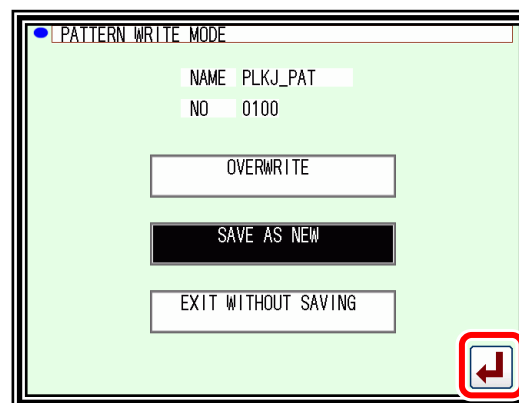 PATTERN WRITE MODE
NAME PLKJ_PAT
NO 0100
OVERWRITE
SAVE AS NEW
EXIT WITHOUT SAVING